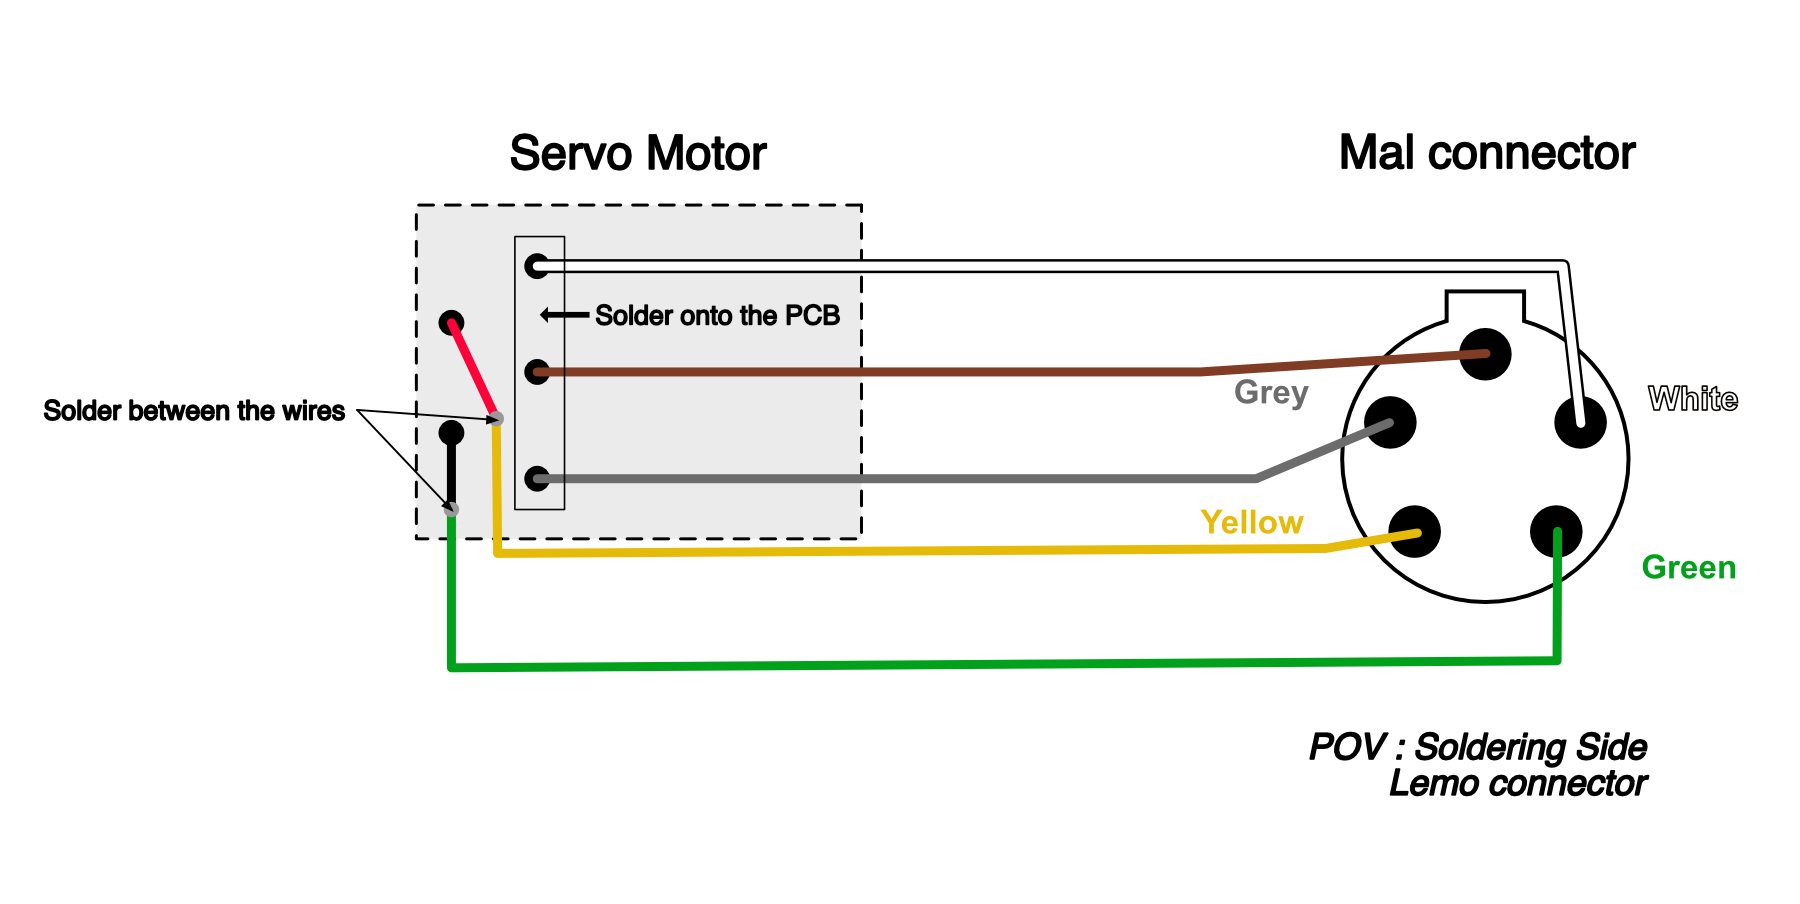 Servo Motor
Mal connector
Solder onto the PCB
Grey
White
Solder between the wires
Yellow
Green
POV : Soldering Side
Lemo connector